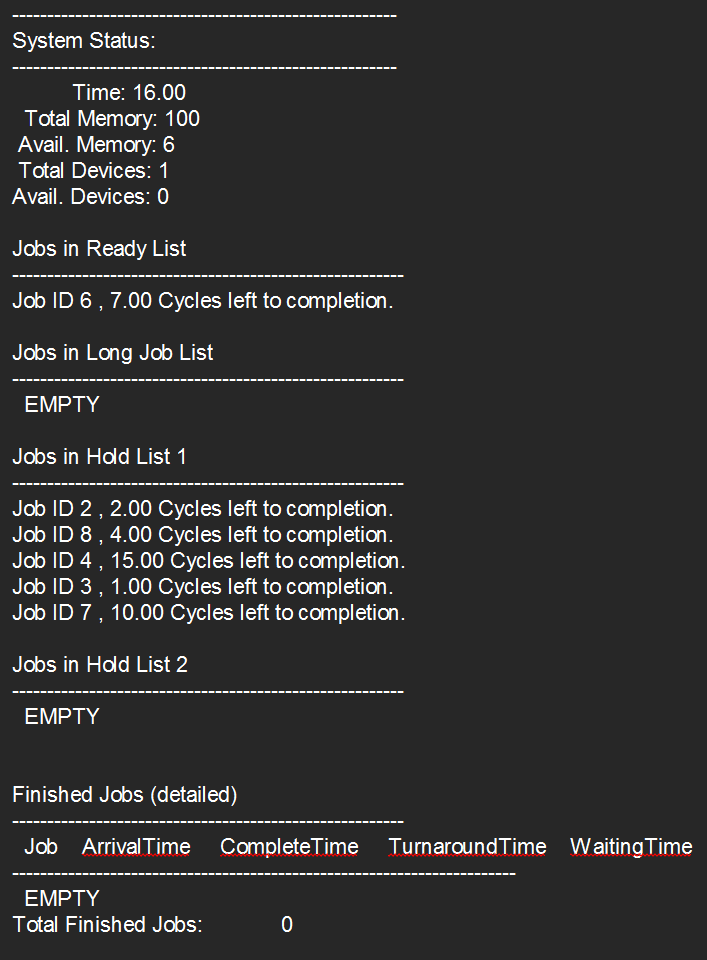 -------------------------------------------------------
System Status:
-------------------------------------------------------
Time: 16.00
Total Memory: 100
Avail. Memory: 6
Total Devices: 1
Avail. Devices: 0
Jobs in Ready List
--------------------------------------------------------
Job ID 6 , 7.00 Cycles left to completion.
Jobs in Long Job List
--------------------------------------------------------
EMPTY
Jobs in Hold List 1
--------------------------------------------------------
Job ID 2 , 2.00 Cycles left to completion.
Job ID 8 , 4.00 Cycles left to completion.
Job ID 4 , 15.00 Cycles left to completion.
Job ID 3 , 1.00 Cycles left to completion.
Job ID 7 , 10.00 Cycles left to completion.
Jobs in Hold List 2
--------------------------------------------------------
EMPTY
Finished Jobs (detailed)
--------------------------------------------------------
Job ArrivalTime CompleteTime TurnaroundTime WaitingTime
------------------------------------------------------------------------
EMPTY
Total Finished Jobs: 0